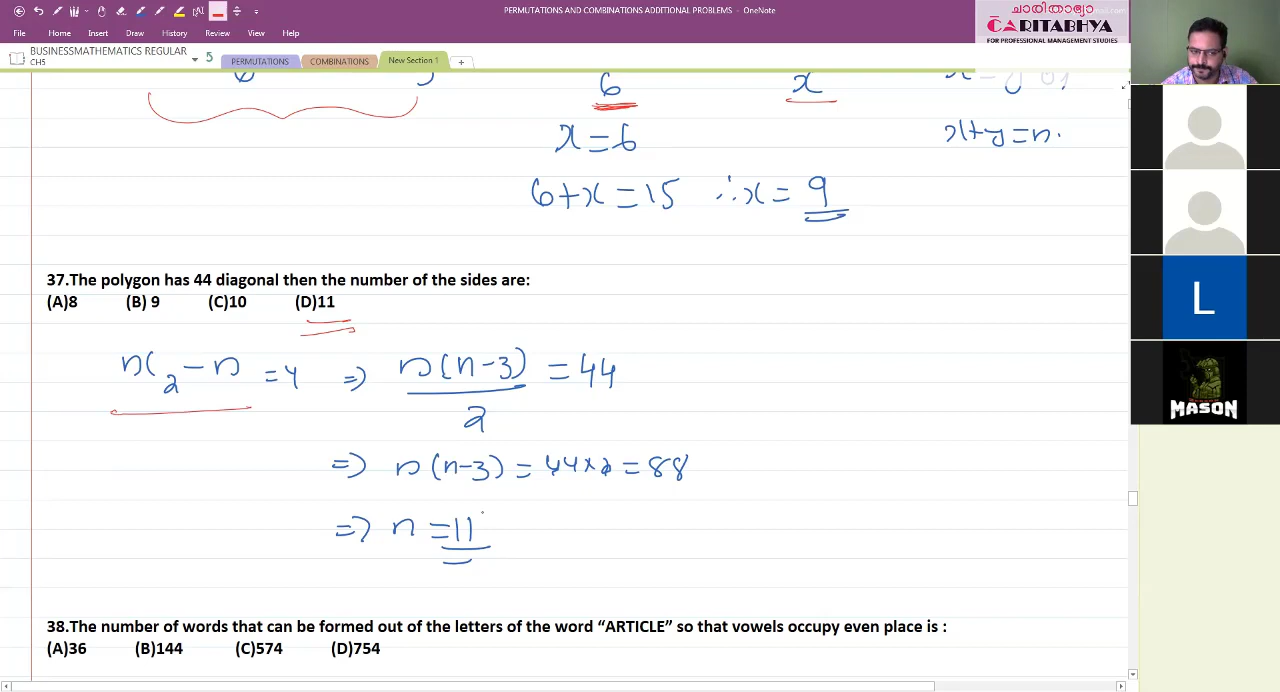 PERMUTATIONS AND COMBINATIONS ADDITIONAL PROBLEMS - OneNote
File Home Insert Draw History Review View Help
ചാരിതാഭ്യാ
CARITABHYA
FOR PROFESSIONAL MANAGEMENT STUDIES
BUSINESSMATHEMATICS REGULAR
CH5
PERMUTATIONS COMBINATIONS New Section 1
6 x
x = 6 x+y=n.
6+x=15 ∴x= 9
37.The polygon has 44 diagonal then the number of the sides are:
(A)8 (B) 9 (C)10 (D)11
n(2 - n = 4 => n(n-3)/2 = 44
=> n(n-3) = 44×2 = 88
=> n = 11
38.The number of words that can be formed out of the letters of the word “ARTICLE” so that vowels occupy even place is :
(A)36 (B)144 (C)574 (D)754
L
MASON